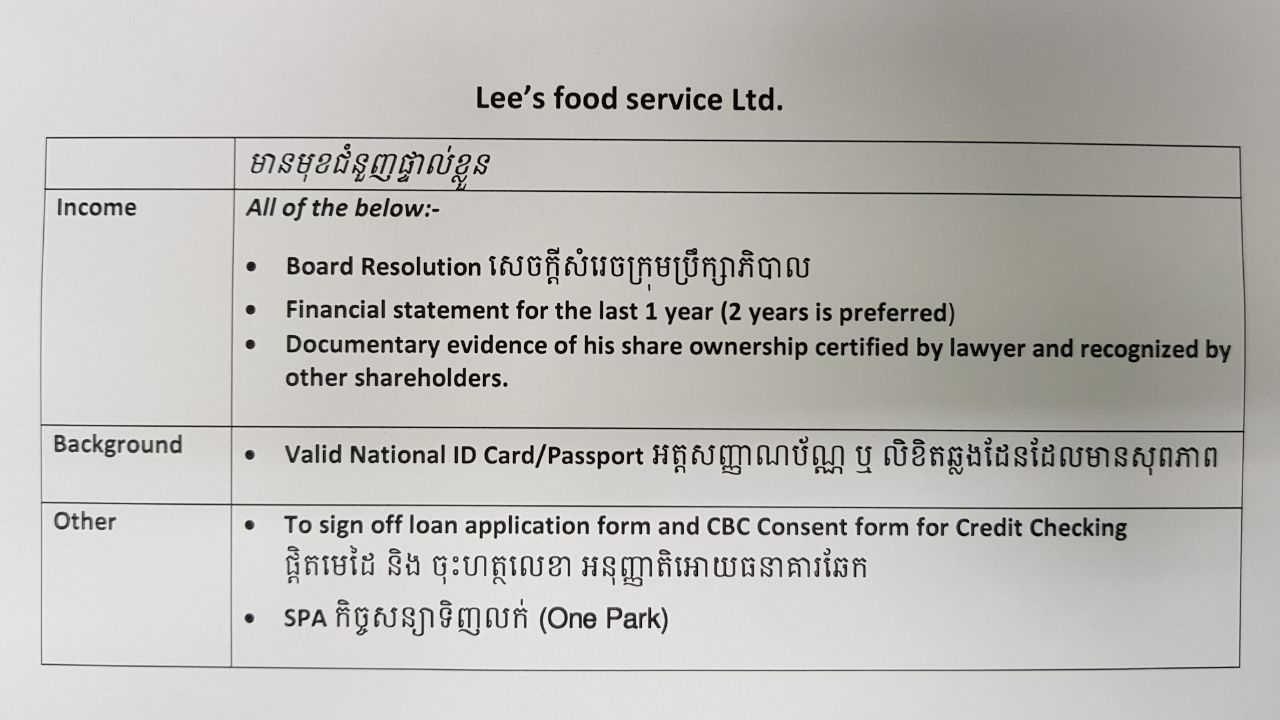 Lee's food service Ltd.
មានមុខជំនួញផ្ទាល់ខ្លួន
Income
All of the below:-
• Board Resolution សេចក្ដីសំរេចក្រុមប្រឹក្សាភិបាល
• Financial statement for the last 1 year (2 years is preferred)
• Documentary evidence of his share ownership certified by lawyer and recognized by
other shareholders.
Background
• Valid National ID Card/Passport អត្តសញ្ញាណប័ណ្ណ ឬ លិខិតឆ្លងដែនដែលមានសុពភាព
Other
• To sign off loan application form and CBC Consent form for Credit Checking
ផ្ដិតមេដៃ និង ចុះហត្ថលេខា អនុញ្ញាតិអោយធនាគារឆែក
• SPA កិច្ចសន្យាទិញលក់ (One Park)